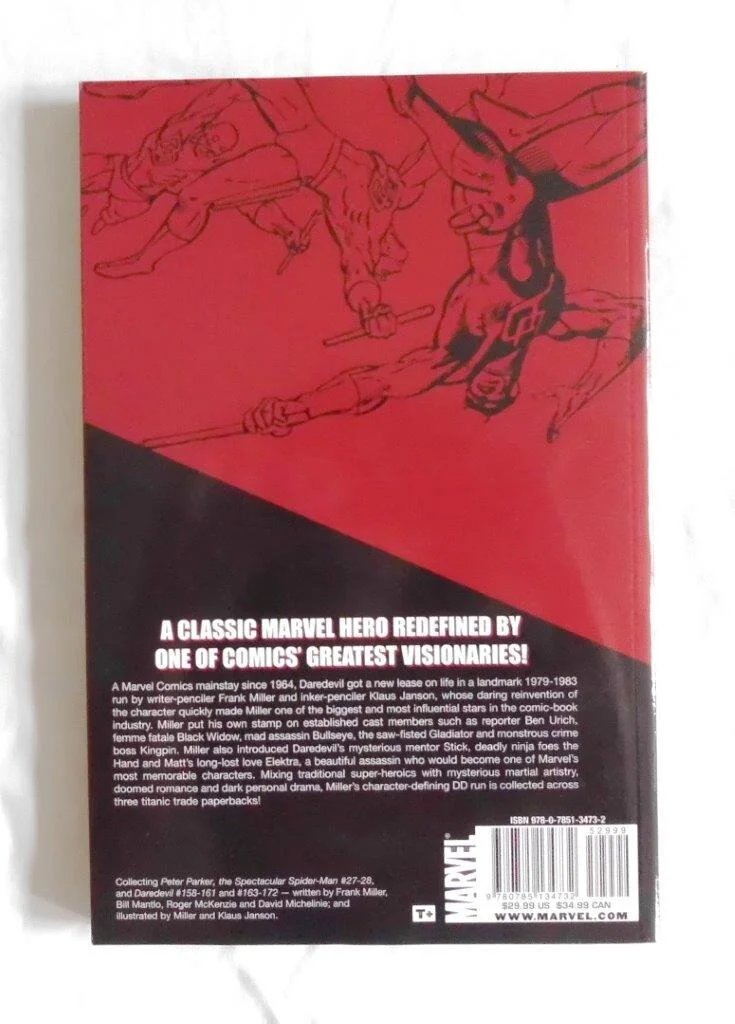 A CLASSIC MARVEL HERO REDEFINED BY
ONE OF COMICS' GREATEST VISIONARIES!
A Marvel Comics mainstay since 1964, Daredevil got a new lease on life in a landmark 1979-1983
run by writer-penciler Frank Miller and inker-penciler Klaus Janson, whose daring reinvention of
the character quickly made Miller one of the biggest and most influential stars in the comic-book
industry. Miller put his own stamp on established cast members such as reporter Ben Urich,
femme fatale Black Widow, mad assassin Bullseye, the saw-fisted Gladiator and monstrous crime
boss Kingpin. Miller also introduced Daredevil's mysterious mentor Stick, deadly ninja foes the
Hand and Matt's long-lost love Elektra, a beautiful assassin who would become one of Marvel's
most memorable characters. Mixing traditional super-heroics with mysterious martial artistry,
doomed romance and dark personal drama, Miller's character-defining DD run is collected across
three titanic trade paperbacks!
Collecting Peter Parker, the Spectacular Spider-Man #27-28,
and Daredevil #158-161 and #163-172 — written by Frank Miller,
Bill Mantlo, Roger McKenzie and David Michelinie; and
illustrated by Miller and Klaus Janson.
T+
MARVEL®
ISBN 978-0-7851-3473-2
52999
9 780785 134732
$29.99 US $34.99 CAN
WWW.MARVEL.COM